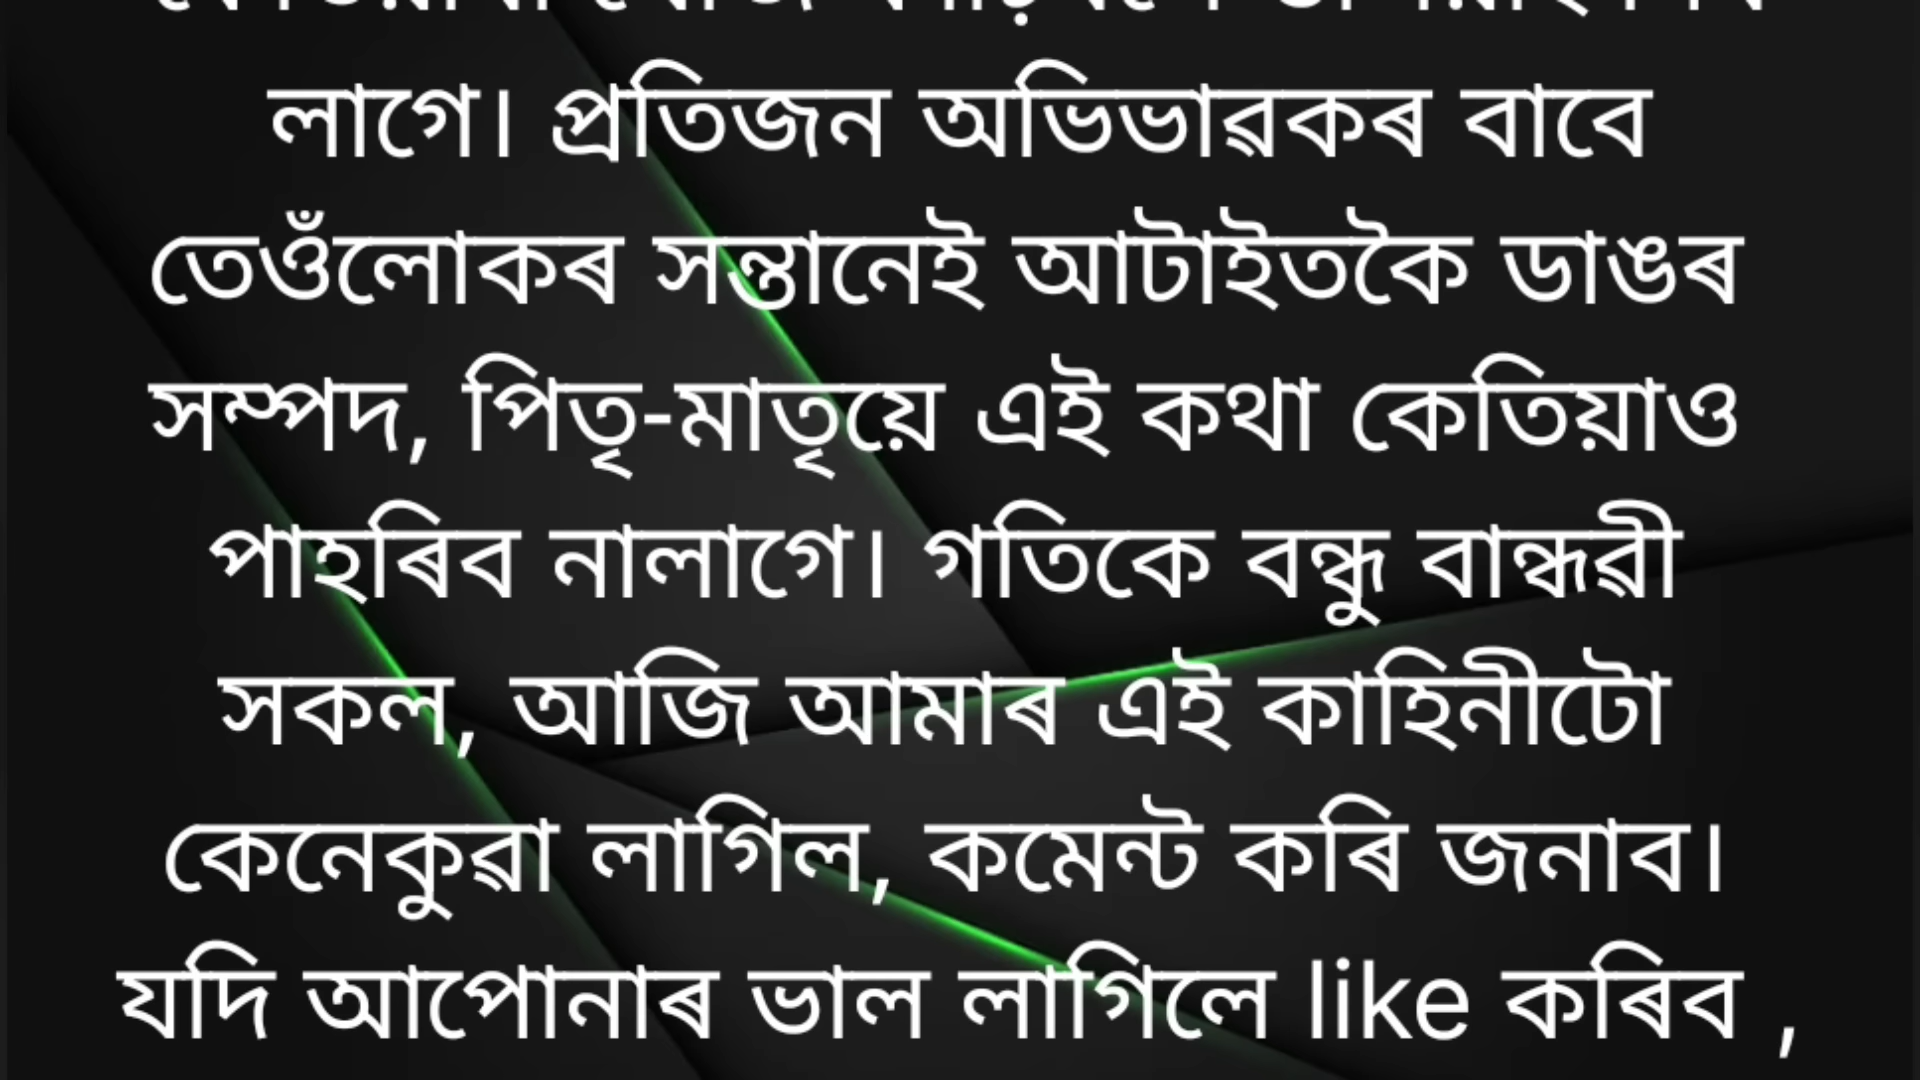 লাগে। প্ৰতিজন অভিভাৱকৰ বাবে
তেওঁলোকৰ সন্তানেই আটাইতকৈ ডাঙৰ
সম্পদ, পিতৃ-মাতৃয়ে এই কথা কেতিয়াও
পাহৰিব নালাগে। গতিকে বন্ধু বান্ধৱী
সকল, আজি আমাৰ এই কাহিনীটো
কেনেকুৱা লাগিল, কমেন্ট কৰি জনাব।
যদি আপোনাৰ ভাল লাগিলে like কৰিব ,